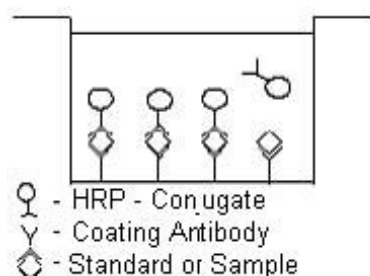 - HRP - Conjugate
- Coating Antibody
- Standard or Sample